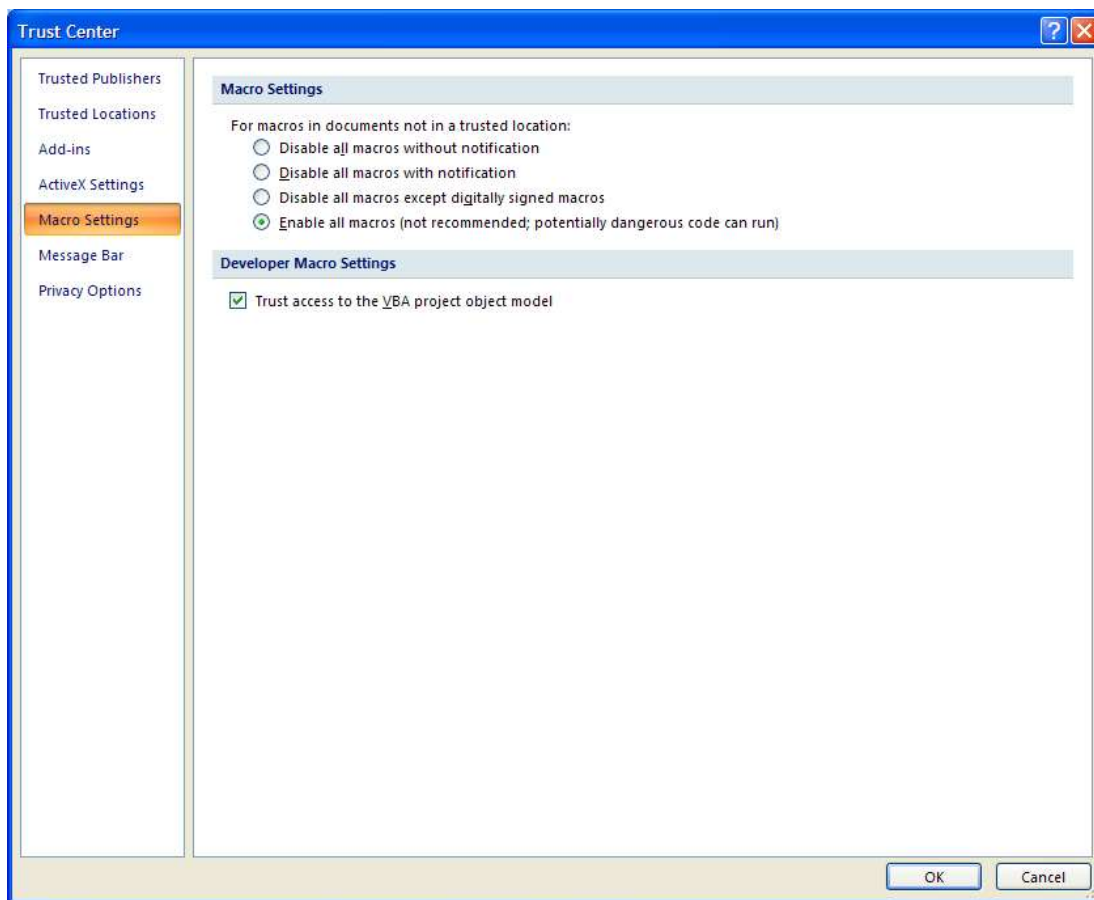 Trust Center
Trusted Publishers
Trusted Locations
Add-ins
ActiveX Settings
Macro Settings
Message Bar
Privacy Options
Macro Settings
For macros in documents not in a trusted location:
Disable all macros without notification
Disable all macros with notification
Disable all macros except digitally signed macros
Enable all macros (not recommended; potentially dangerous code can run)
Developer Macro Settings
Trust access to the VBA project object model
OK
Cancel